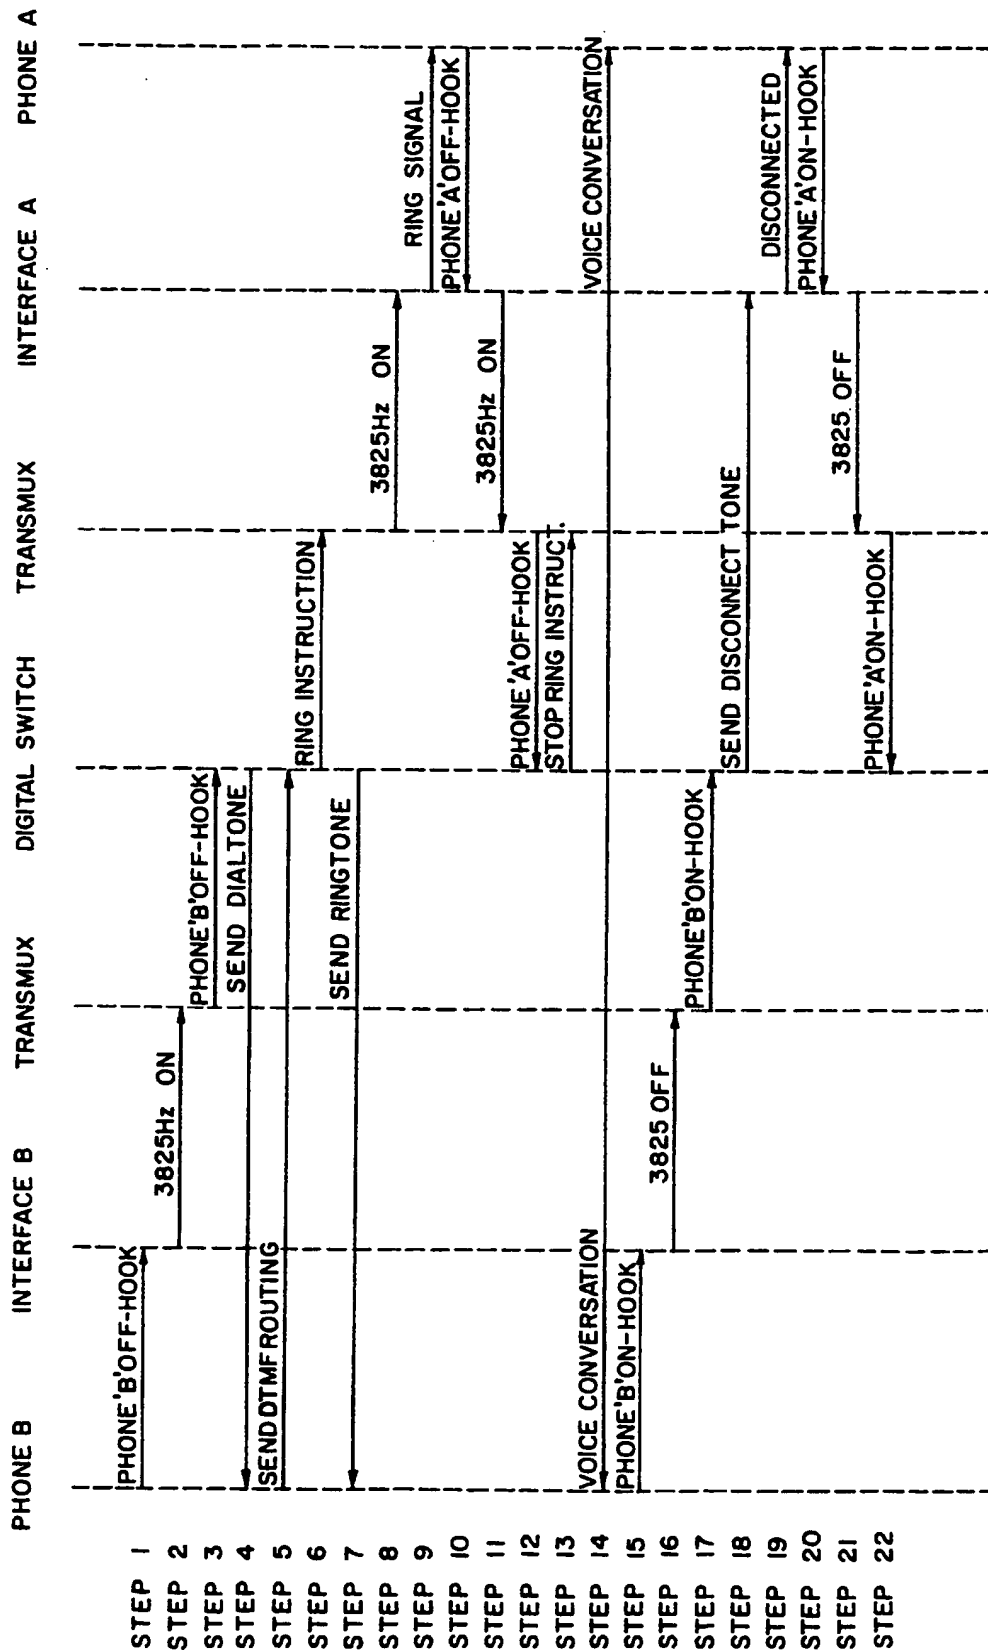 PHONE B INTERFACE B TRANSMUX DIGITAL SWITCH TRANSMUX INTERFACE A PHONE A
STEP 1 PHONE'B'OFF-HOOK
STEP 2 3825Hz ON
STEP 3 PHONE'B'OFF-HOOK
STEP 4 SEND DIALTONE
STEP 5 SEND DTMF ROUTING
STEP 6 RING INSTRUCTION
STEP 7 SEND RINGTONE
STEP 8 3825Hz ON
STEP 9 RING SIGNAL
STEP 10 PHONE'A'OFF-HOOK
STEP 11 3825Hz ON
STEP 12 PHONE'A'OFF-HOOK
STEP 13 STOP RING INSTRUCT.
STEP 14 VOICE CONVERSATION VOICE CONVERSATION
STEP 15 PHONE'B'ON-HOOK
STEP 16 3825 OFF
STEP 17 PHONE'B'ON-HOOK
STEP 18 SEND DISCONNECT TONE
STEP 19 DISCONNECTED
STEP 20 PHONE'A'ON-HOOK
STEP 21 3825 OFF
STEP 22 PHONE'A'ON-HOOK